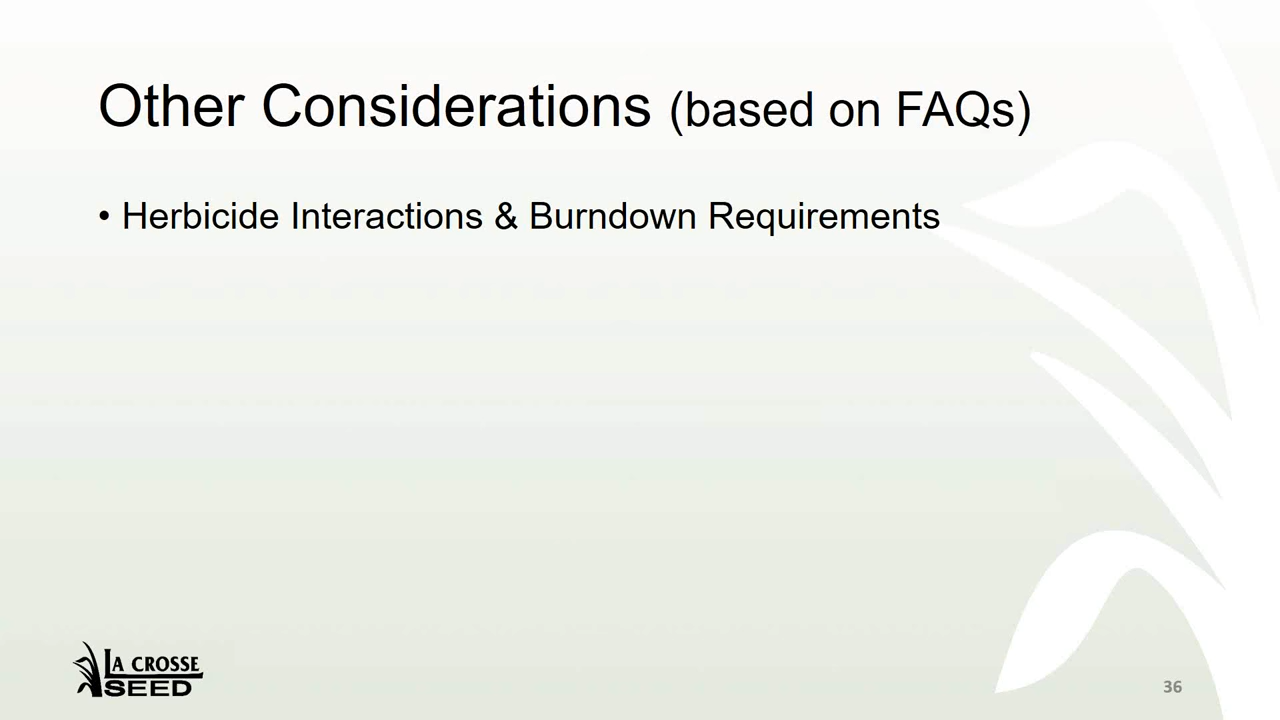 Other Considerations (based on FAQs)
• Herbicide Interactions & Burndown Requirements
LA CROSSE
SEED
36